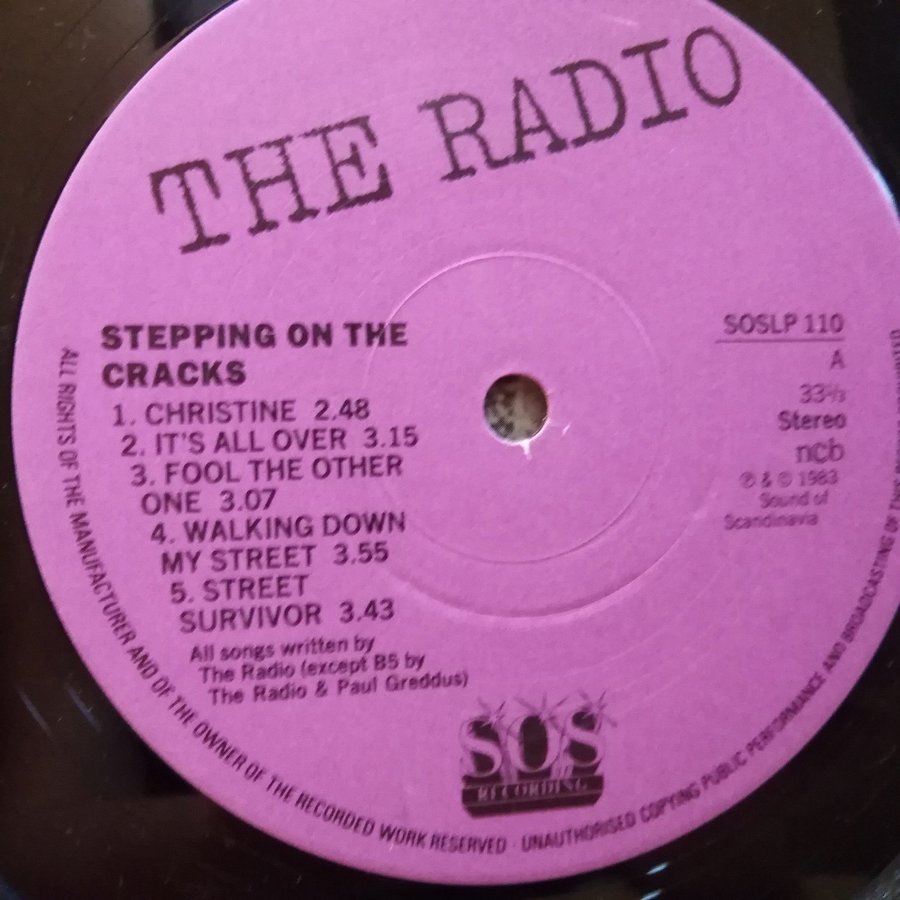 THE RADIO
STEPPING ON THE
CRACKS
1. CHRISTINE 2.48
2. IT'S ALL OVER 3.15
3. FOOL THE OTHER
ONE 3.07
4. WALKING DOWN
MY STREET 3.55
5. STREET
SURVIVOR 3.43
All songs written by
The Radio (except B5 by
The Radio & Paul Greddus)
SOSLP 110
A
33⅓
Stereo
ncb
℗ & © 1983
Sound of
Scandinavia
SOS
RECORDING
ALL RIGHTS OF THE MANUFACTURER AND OF THE OWNER OF THE RECORDED WORK RESERVED · UNAUTHORISED COPYING PUBLIC PERFORMANCE AND BROADCASTING OF THIS